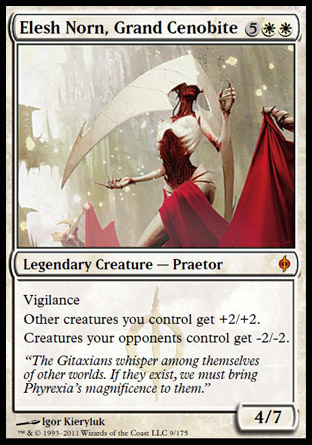 Elesh Norn, Grand Cenobite 5
Legendary Creature — Praetor
Vigilance
Other creatures you control get +2/+2.
Creatures your opponents control get -2/-2.
“The Gitaxians whisper among themselves
of other worlds. If they exist, we must bring
Phyrexia’s magnificence to them.”
Igor Kieryluk
™ & © 1993–2011 Wizards of the Coast LLC 9/175
4/7